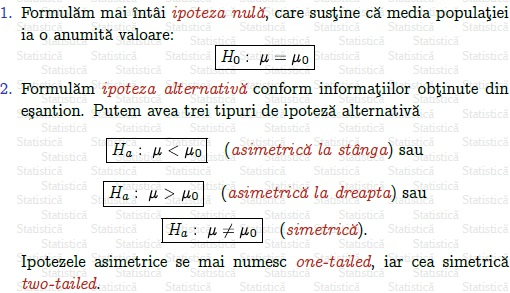 1. Formulăm mai întâi ipoteza nulă, care susţine că media populaţiei
ia o anumită valoare:
H₀ : μ = μ₀
2. Formulăm ipoteza alternativă conform informaţiilor obţinute din
eşantion. Putem avea trei tipuri de ipoteză alternativă
Hₐ : μ < μ₀ (asimetrică la stânga) sau
Hₐ : μ > μ₀ (asimetrică la dreapta) sau
Hₐ : μ ≠ μ₀ (simetrică).
Ipotezele asimetrice se mai numesc one-tailed, iar cea simetrică
two-tailed.